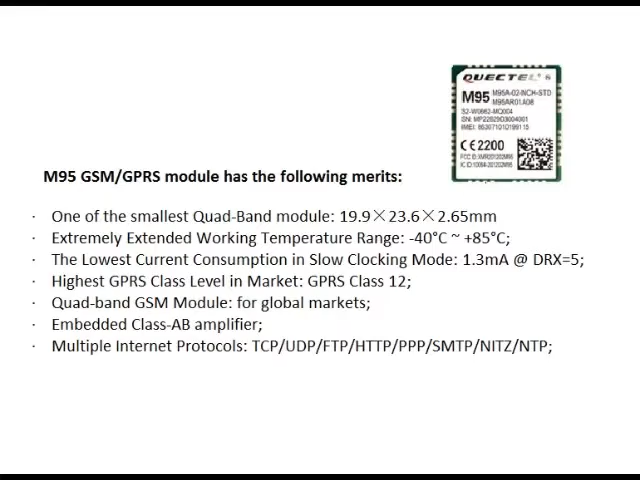 QUECTEL
M95 M95A-02-NCH-STD
M95AR01A08
CE2200
M95 GSM/GPRS module has the following merits:
· One of the smallest Quad-Band module: 19.9×23.6×2.65mm
· Extremely Extended Working Temperature Range: -40°C ~ +85°C;
· The Lowest Current Consumption in Slow Clocking Mode: 1.3mA @ DRX=5;
· Highest GPRS Class Level in Market: GPRS Class 12;
· Quad-band GSM Module: for global markets;
· Embedded Class-AB amplifier;
· Multiple Internet Protocols: TCP/UDP/FTP/HTTP/PPP/SMTP/NITZ/NTP;